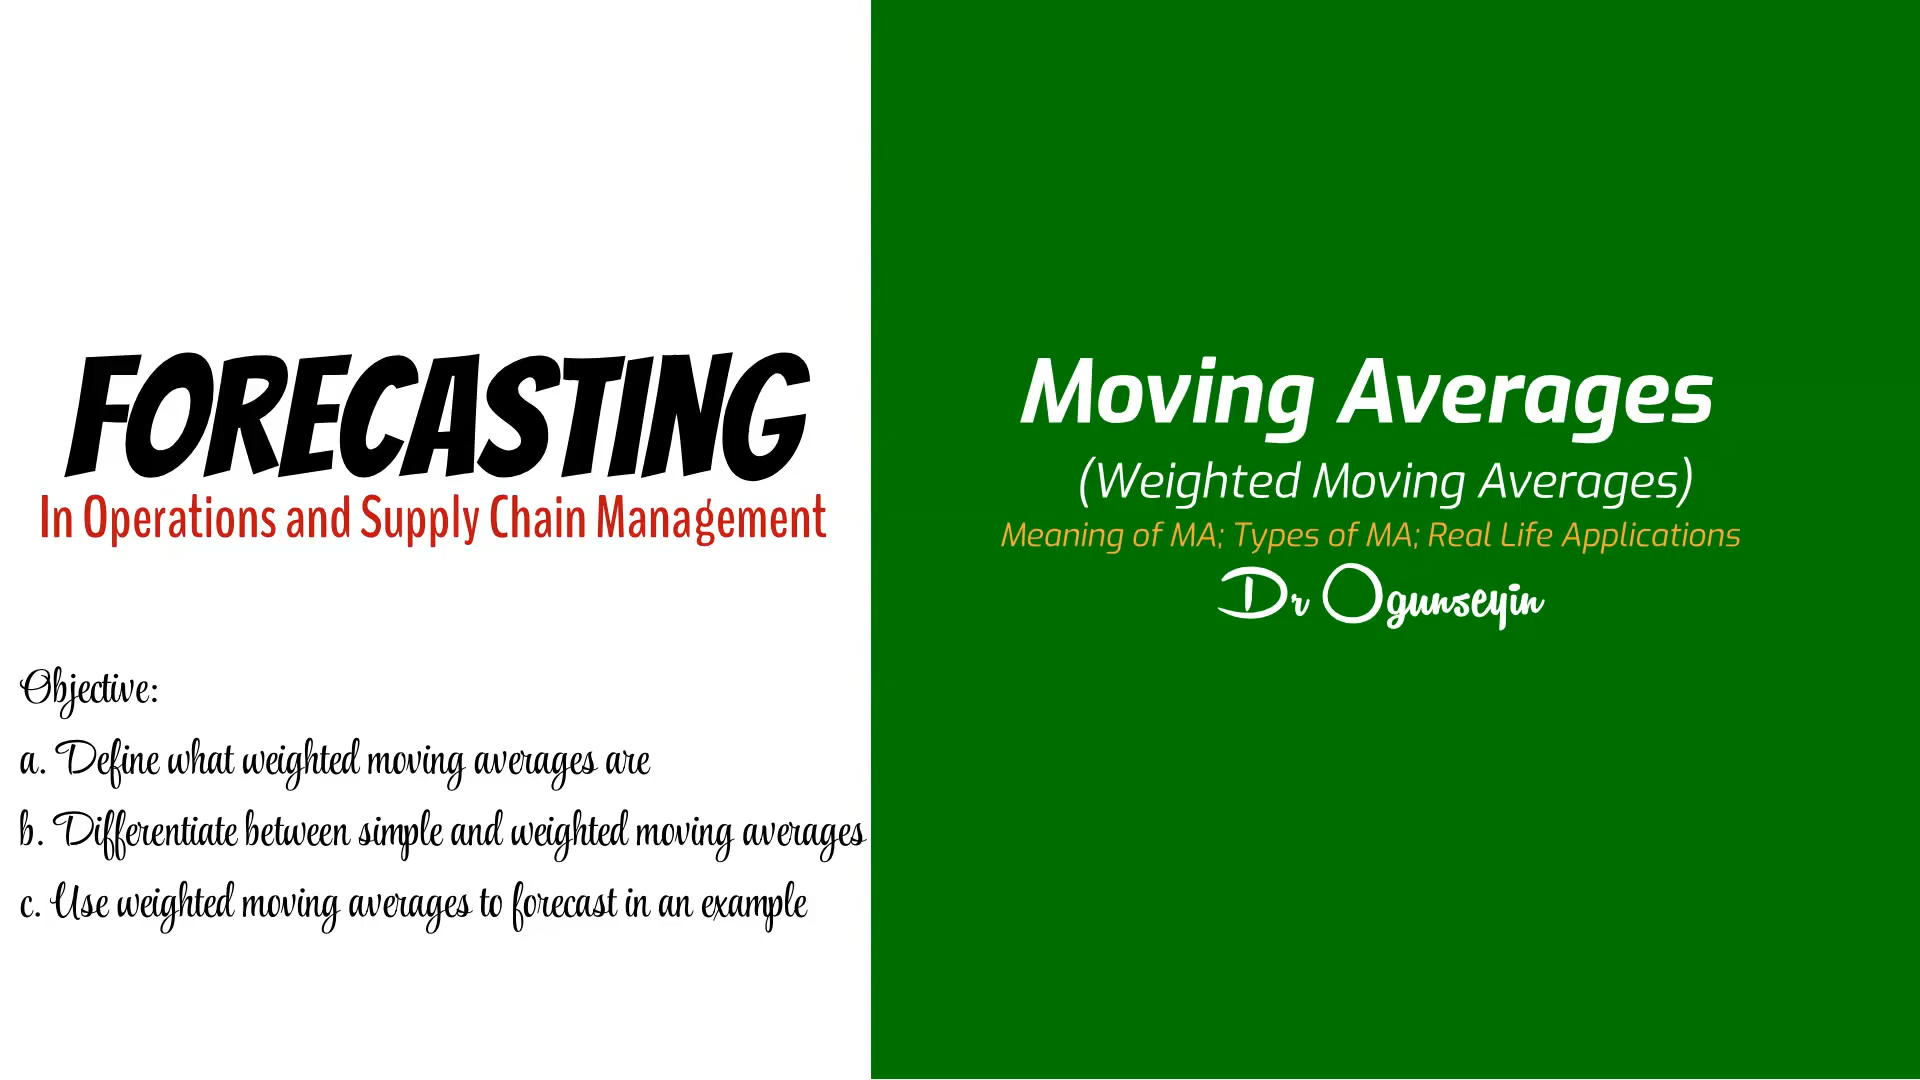 FORECASTING
In Operations and Supply Chain Management
Objective:
a. Define what weighted moving averages are
b. Differentiate between simple and weighted moving averages
c. Use weighted moving averages to forecast in an example
Moving Averages
(Weighted Moving Averages)
Meaning of MA; Types of MA; Real Life Applications
Dr Ogunseyin